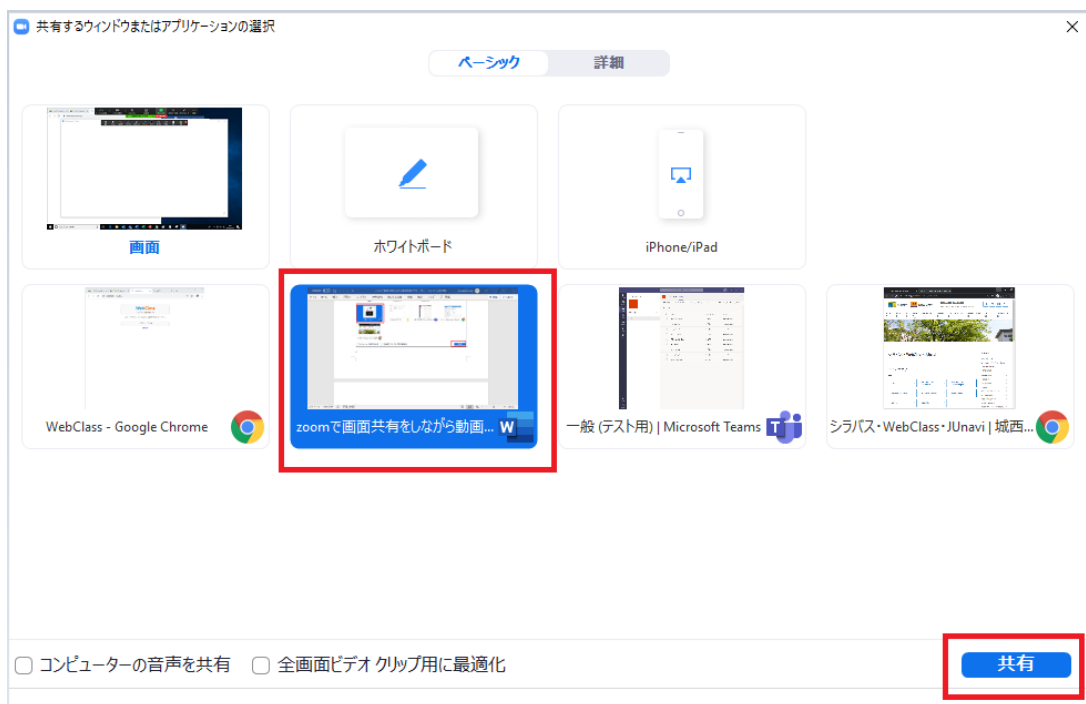 共有するウィンドウまたはアプリケーションの選択
ベーシック
詳細
画面
ホワイトボード
iPhone/iPad
WebClass - Google Chrome
zoomで画面共有をしながら動画...
一般 (テスト用) | Microsoft Teams
シラバス・WebClass・JUnavi | 城西...
コンピューターの音声を共有
全画面ビデオ クリップ用に最適化
共有